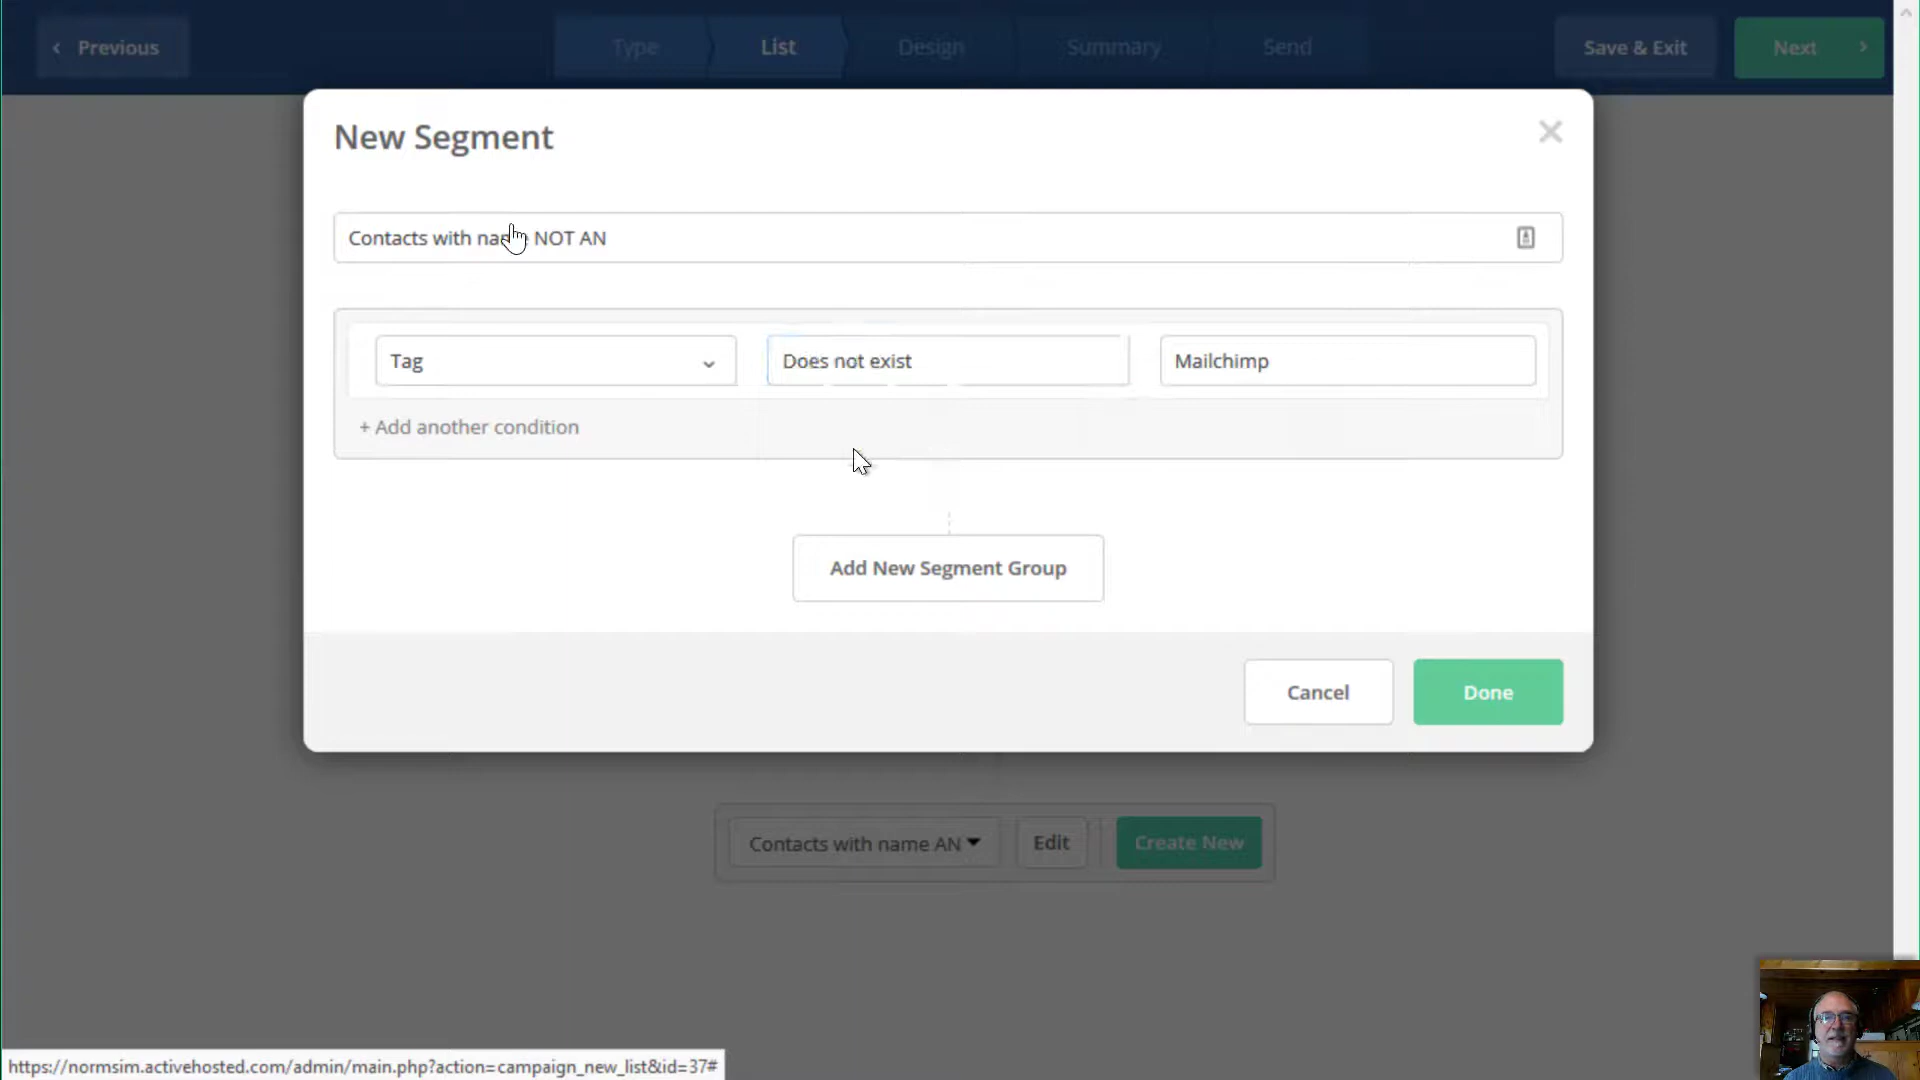 Previous
Type
List
Design
Summary
Send
Save & Exit
Next
New Segment
Contacts with name NOT AN
Tag
Does not exist
Mailchimp
+ Add another condition
Add New Segment Group
Cancel
Done
Contacts with name AN
Edit
Create New
https://normsim.activehosted.com/admin/main.php?action=campaign_new_list&id=37#